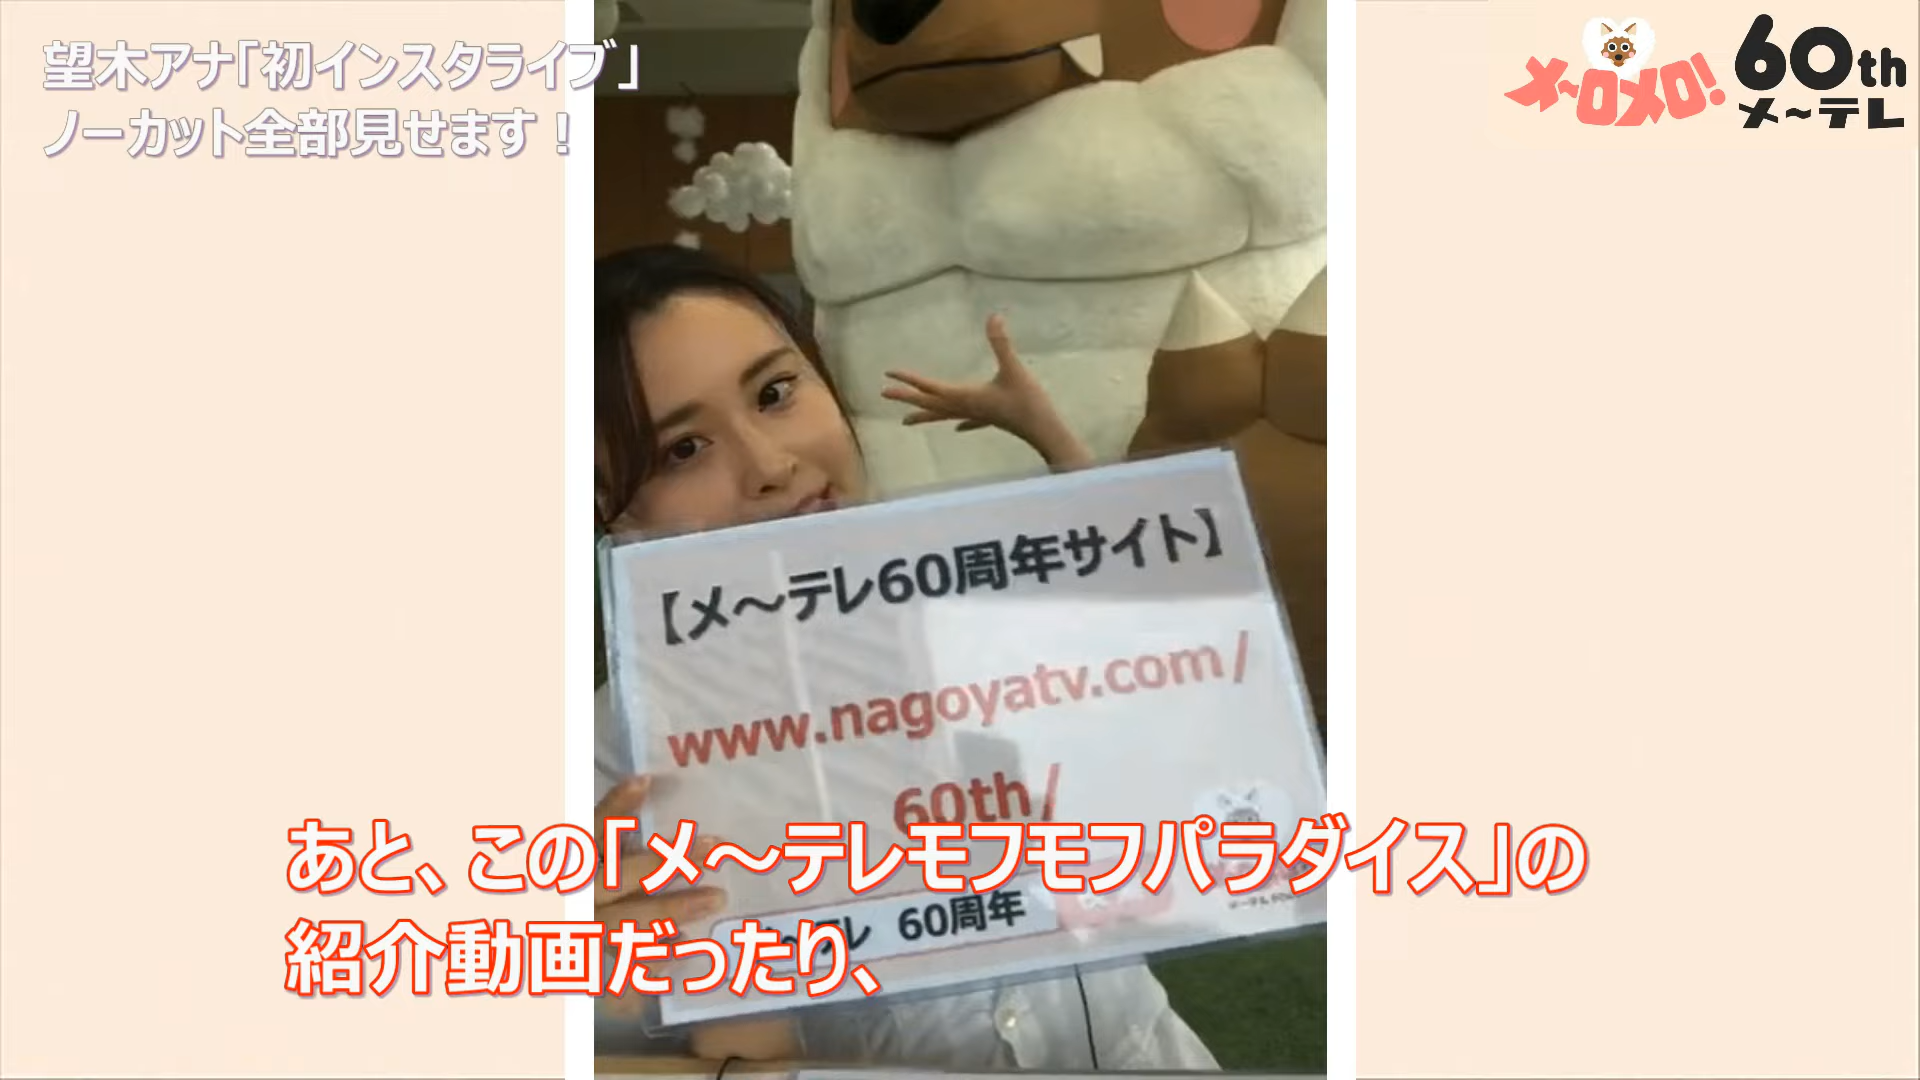 望木アナ「初インスタライブ」
ノーカット全部見せます！
メ〜ロメロ！
60th
メ〜テレ
【メ〜テレ60周年サイト】
www.nagoyatv.com/
60th/
60周年
あと、この「メ〜テレモフモフパラダイス」の
紹介動画だったり、